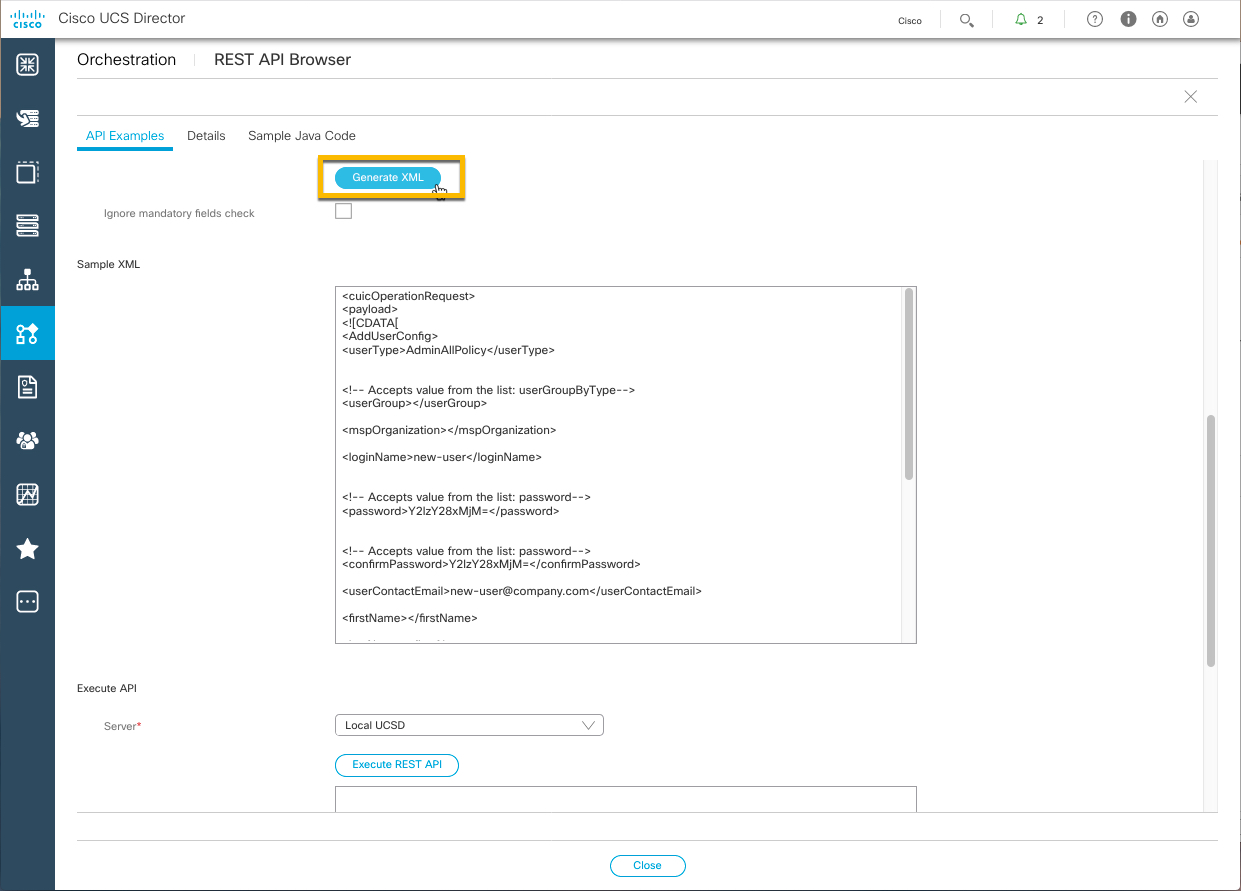 cisco
Cisco UCS Director
Cisco
2
Orchestration
REST API Browser
API Examples
Details
Sample Java Code
Generate XML
Ignore mandatory fields check
Sample XML
<cuicOperationRequest>
<payload>
<![CDATA[
<AddUserConfig>
<userType>AdminAllPolicy</userType>
<!-- Accepts value from the list: userGroupByType-->
<userGroup></userGroup>
<mspOrganization></mspOrganization>
<loginName>new-user</loginName>
<!-- Accepts value from the list: password-->
<password>Y2lzY28xMjM=</password>
<!-- Accepts value from the list: password-->
<confirmPassword>Y2lzY28xMjM=</confirmPassword>
<userContactEmail>new-user@company.com</userContactEmail>
<firstName></firstName>
Execute API
Server*
Local UCSD
Execute REST API
Close